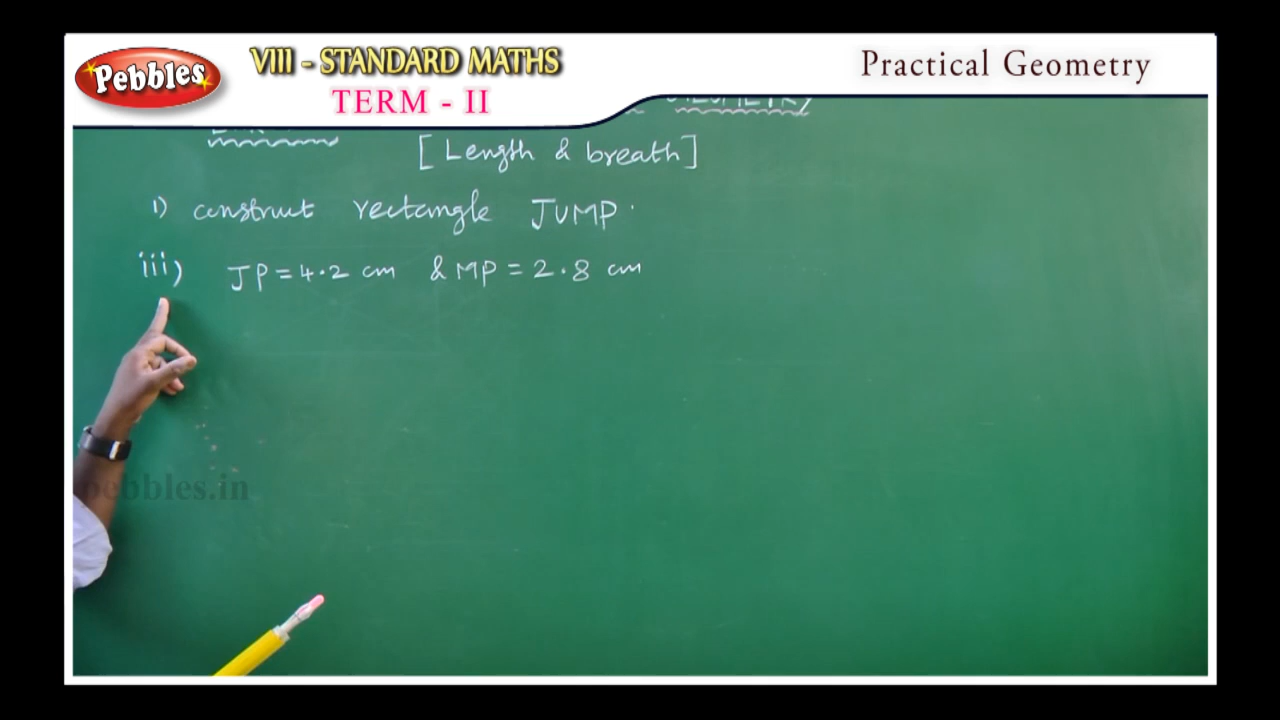 Pebbles
VIII - STANDARD MATHS
TERM - II
Practical Geometry
[Length & breath]
1) construct rectangle JUMP.
iii) JP = 4.2 cm & MP = 2.8 cm
pebbles.in